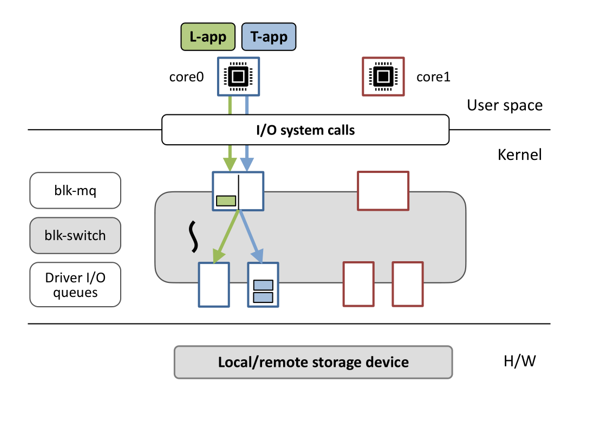 L-app
T-app
core0
core1
User space
I/O system calls
Kernel
blk-mq
blk-switch
Driver I/O
queues
Local/remote storage device
H/W